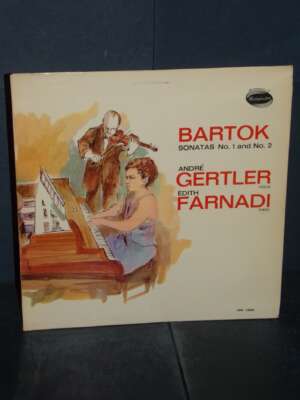 BARTOK
SONATAS No. 1 and No. 2
ANDRÉ
GERTLER
EDITH
FARNADI